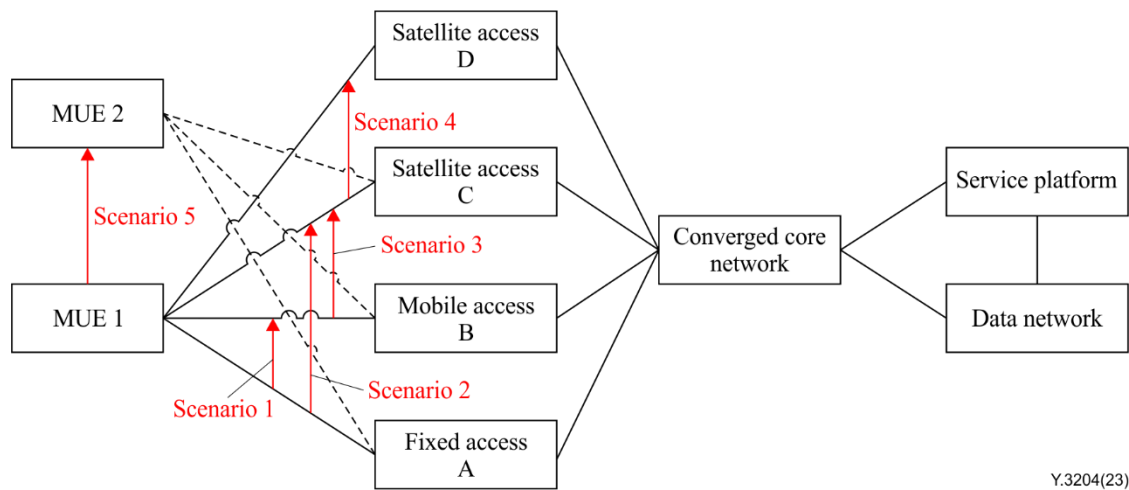 Satellite access
D
MUE 2
Scenario 4
Satellite access
C
Service platform
Scenario 5
Scenario 3
Converged core
network
MUE 1
Mobile access
B
Data network
Scenario 2
Scenario 1
Fixed access
A
Y.3204(23)